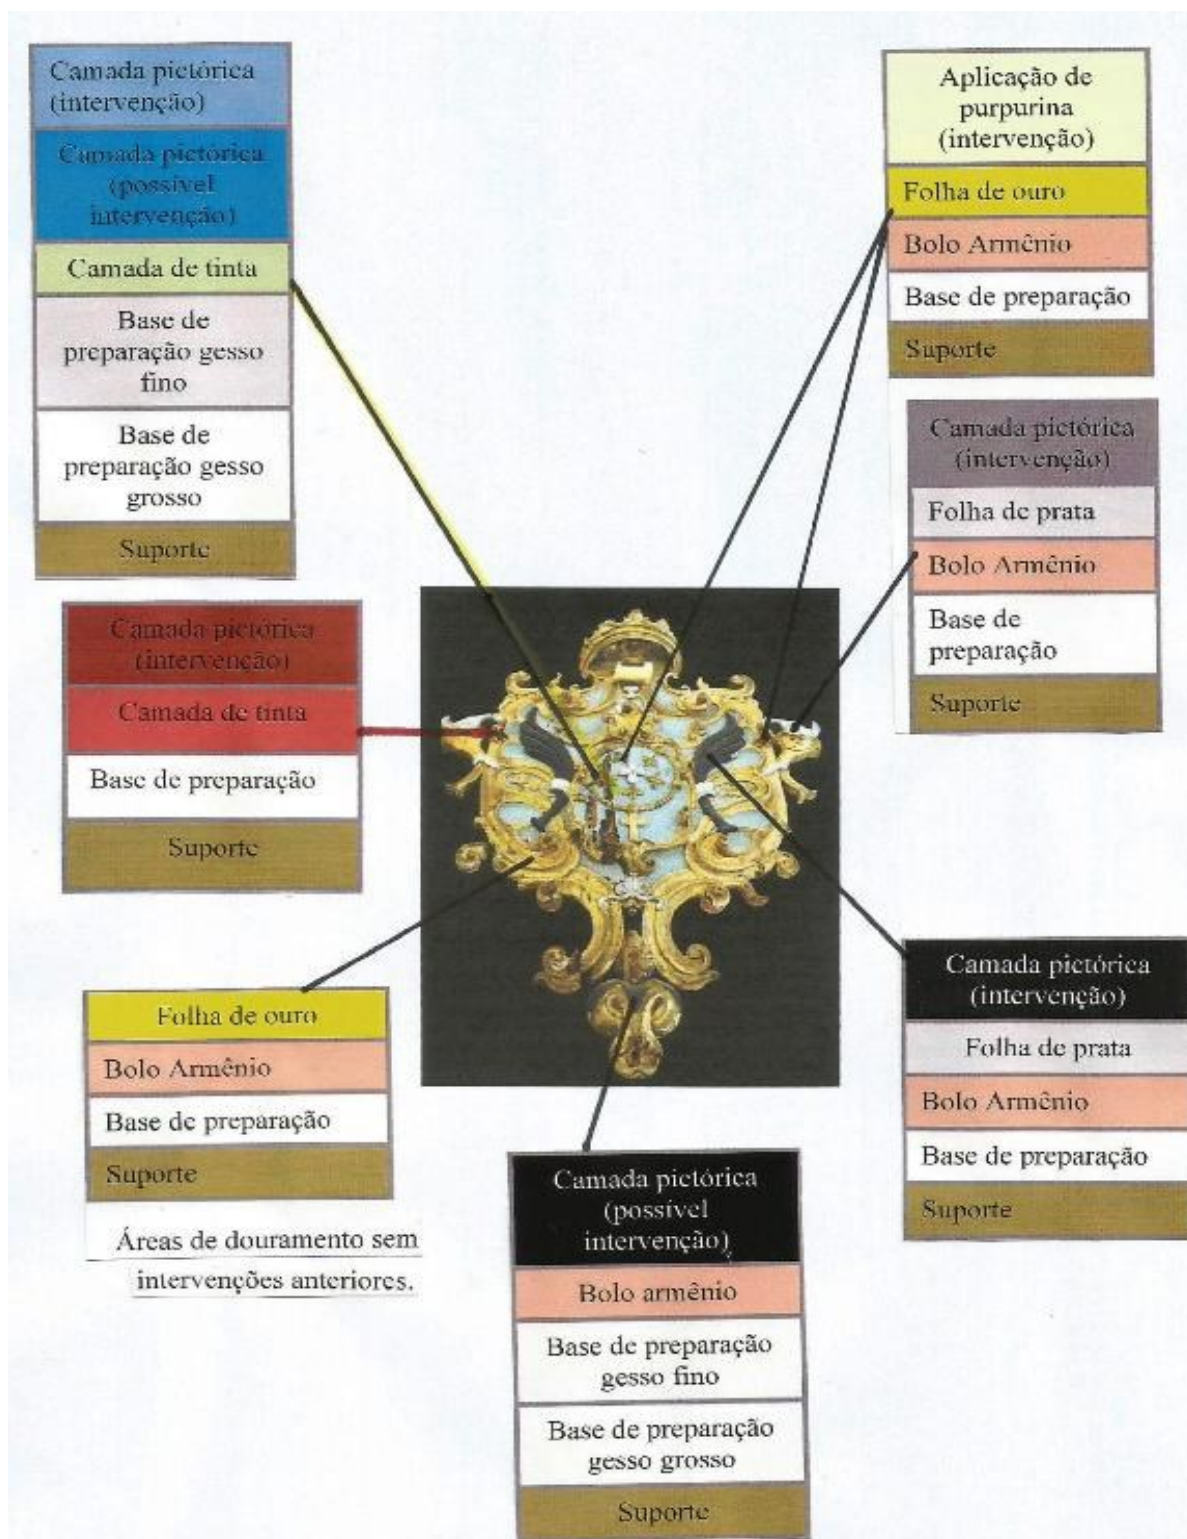 Camada pictórica
(intervenção)
Camada pictórica
(possível
intervenção)
Camada de tinta
Base de
preparação gesso
fino
Base de
preparação gesso
grosso
Suporte
Camada pictórica
(intervenção)
Camada de tinta
Base de preparação
Suporte
Folha de ouro
Bolo Armênio
Base de preparação
Suporte
Áreas de douramento sem
intervenções anteriores.
Camada pictórica
(possível
intervenção)
Bolo armênio
Base de preparação
gesso fino
Base de preparação
gesso grosso
Suporte
Aplicação de
purpurina
(intervenção)
Folha de ouro
Bolo Armênio
Base de preparação
Suporte
Camada pictórica
(intervenção)
Folha de prata
Bolo Armênio
Base de
preparação
Suporte
Camada pictórica
(intervenção)
Folha de prata
Bolo Armênio
Base de preparação
Suporte